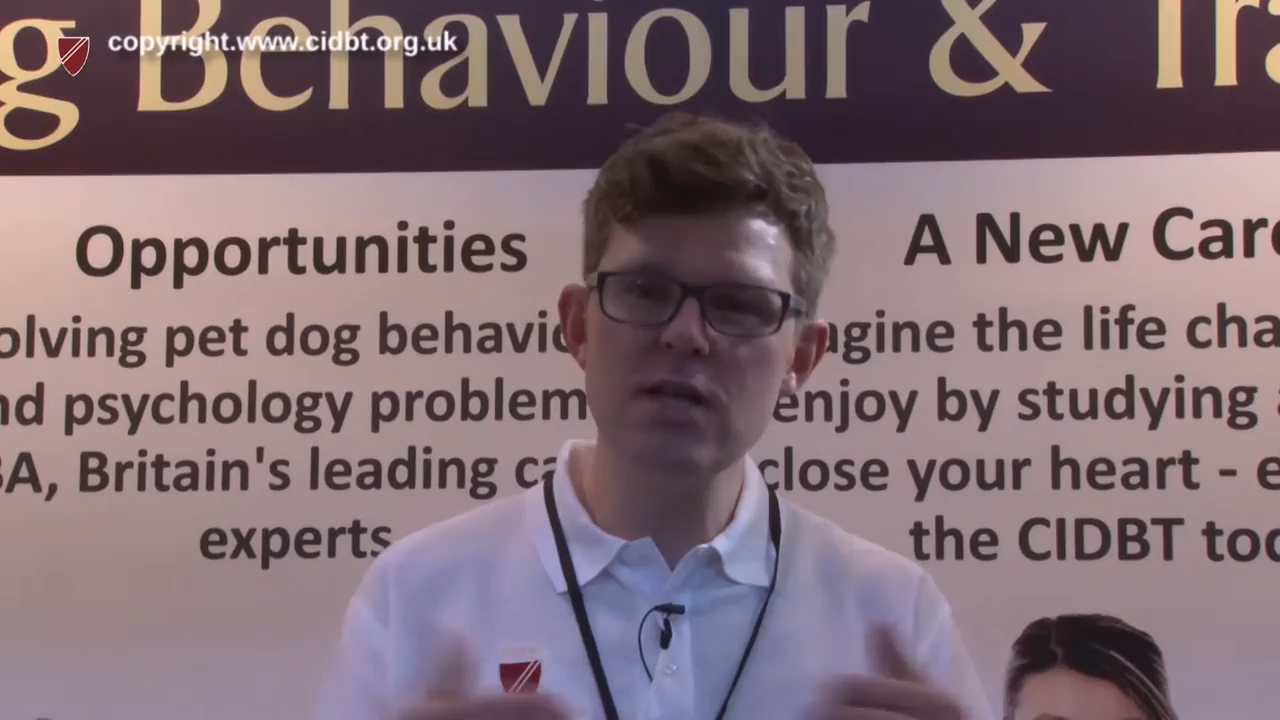 copyright.www.cidbt.org.uk
g Behaviour & Tra
Opportunities
olving pet dog behavio
nd psychology problem
BA, Britain's leading ca
experts
A New Care
agine the life cha
enjoy by studying
close your heart - e
the CIDBT tod